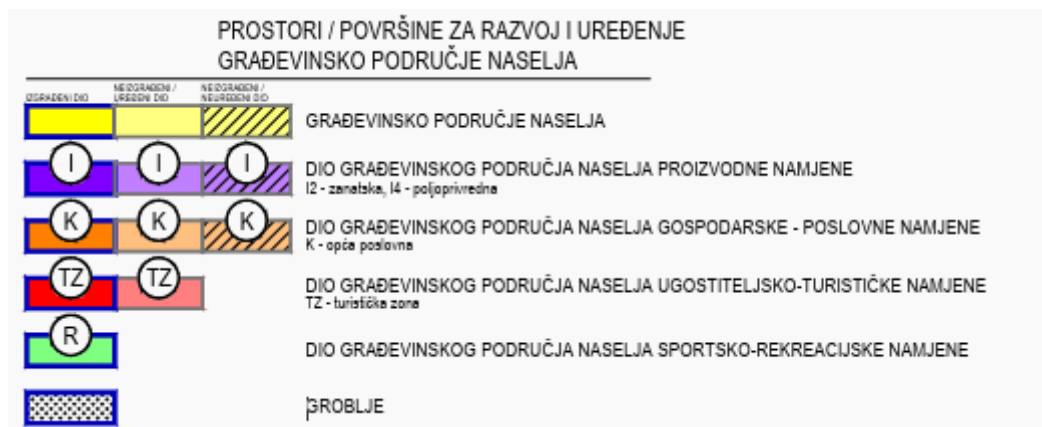 PROSTORI / POVRŠINE ZA RAZVOJ I UREĐENJE
GRAĐEVINSKO PODRUČJE NASELJA
IZGRAĐENI DIO
NEIZGRAĐENI /
UREĐENI DIO
NEIZGRAĐENI /
NEUREĐENI DIO
GRAĐEVINSKO PODRUČJE NASELJA
I I I DIO GRAĐEVINSKOG PODRUČJA NASELJA PROIZVODNE NAMJENE
I2 - zanatska, I4 - poljoprivredna
K K K DIO GRAĐEVINSKOG PODRUČJA NASELJA GOSPODARSKE - POSLOVNE NAMJENE
K - opća poslovna
TZ TZ DIO GRAĐEVINSKOG PODRUČJA NASELJA UGOSTITELJSKO-TURISTIČKE NAMJENE
TZ - turistička zona
R DIO GRAĐEVINSKOG PODRUČJA NASELJA SPORTSKO-REKREACIJSKE NAMJENE
GROBLJE